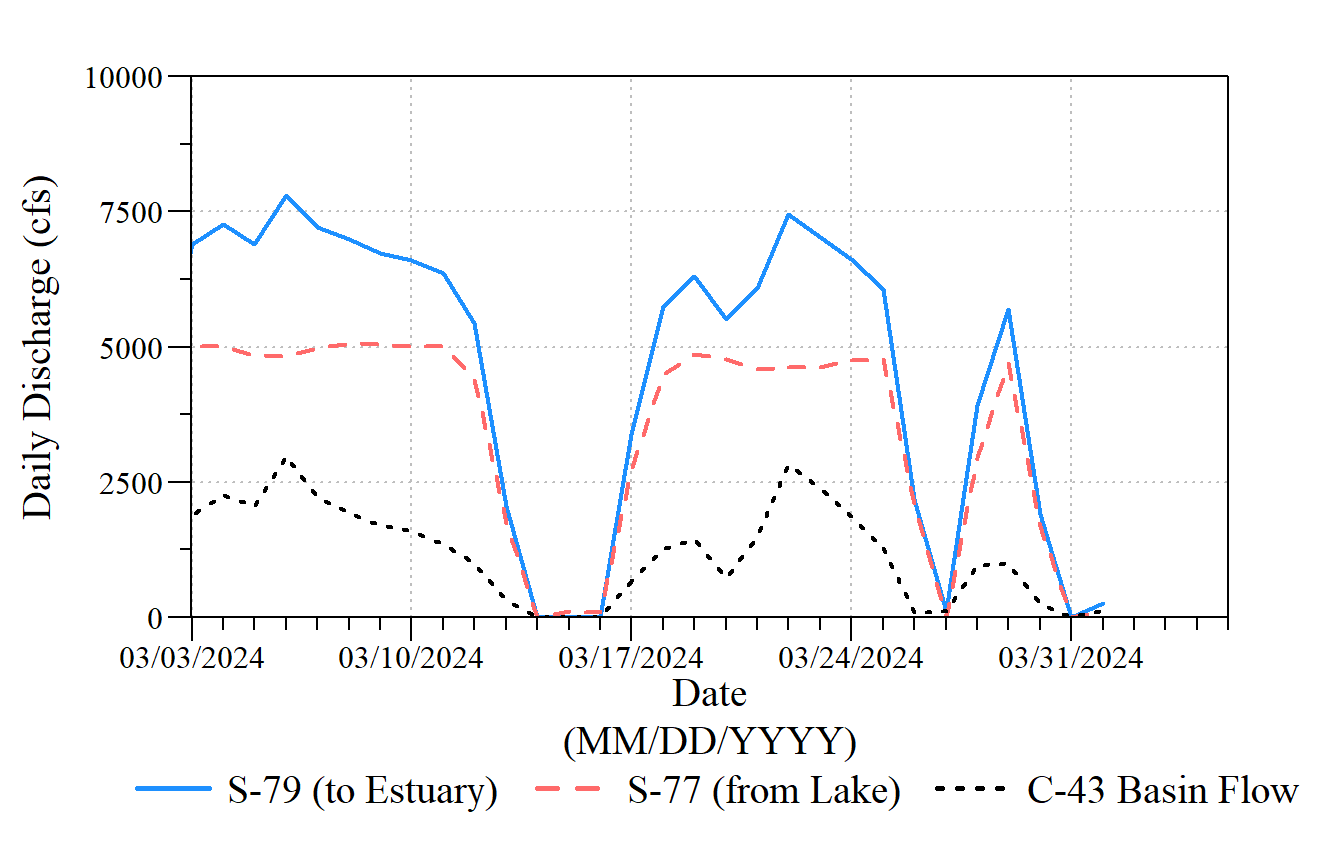 10000
7500
5000
2500
0
Daily Discharge (cfs)
03/03/2024 03/10/2024 03/17/2024 03/24/2024 03/31/2024
Date
(MM/DD/YYYY)
S-79 (to Estuary) S-77 (from Lake) C-43 Basin Flow